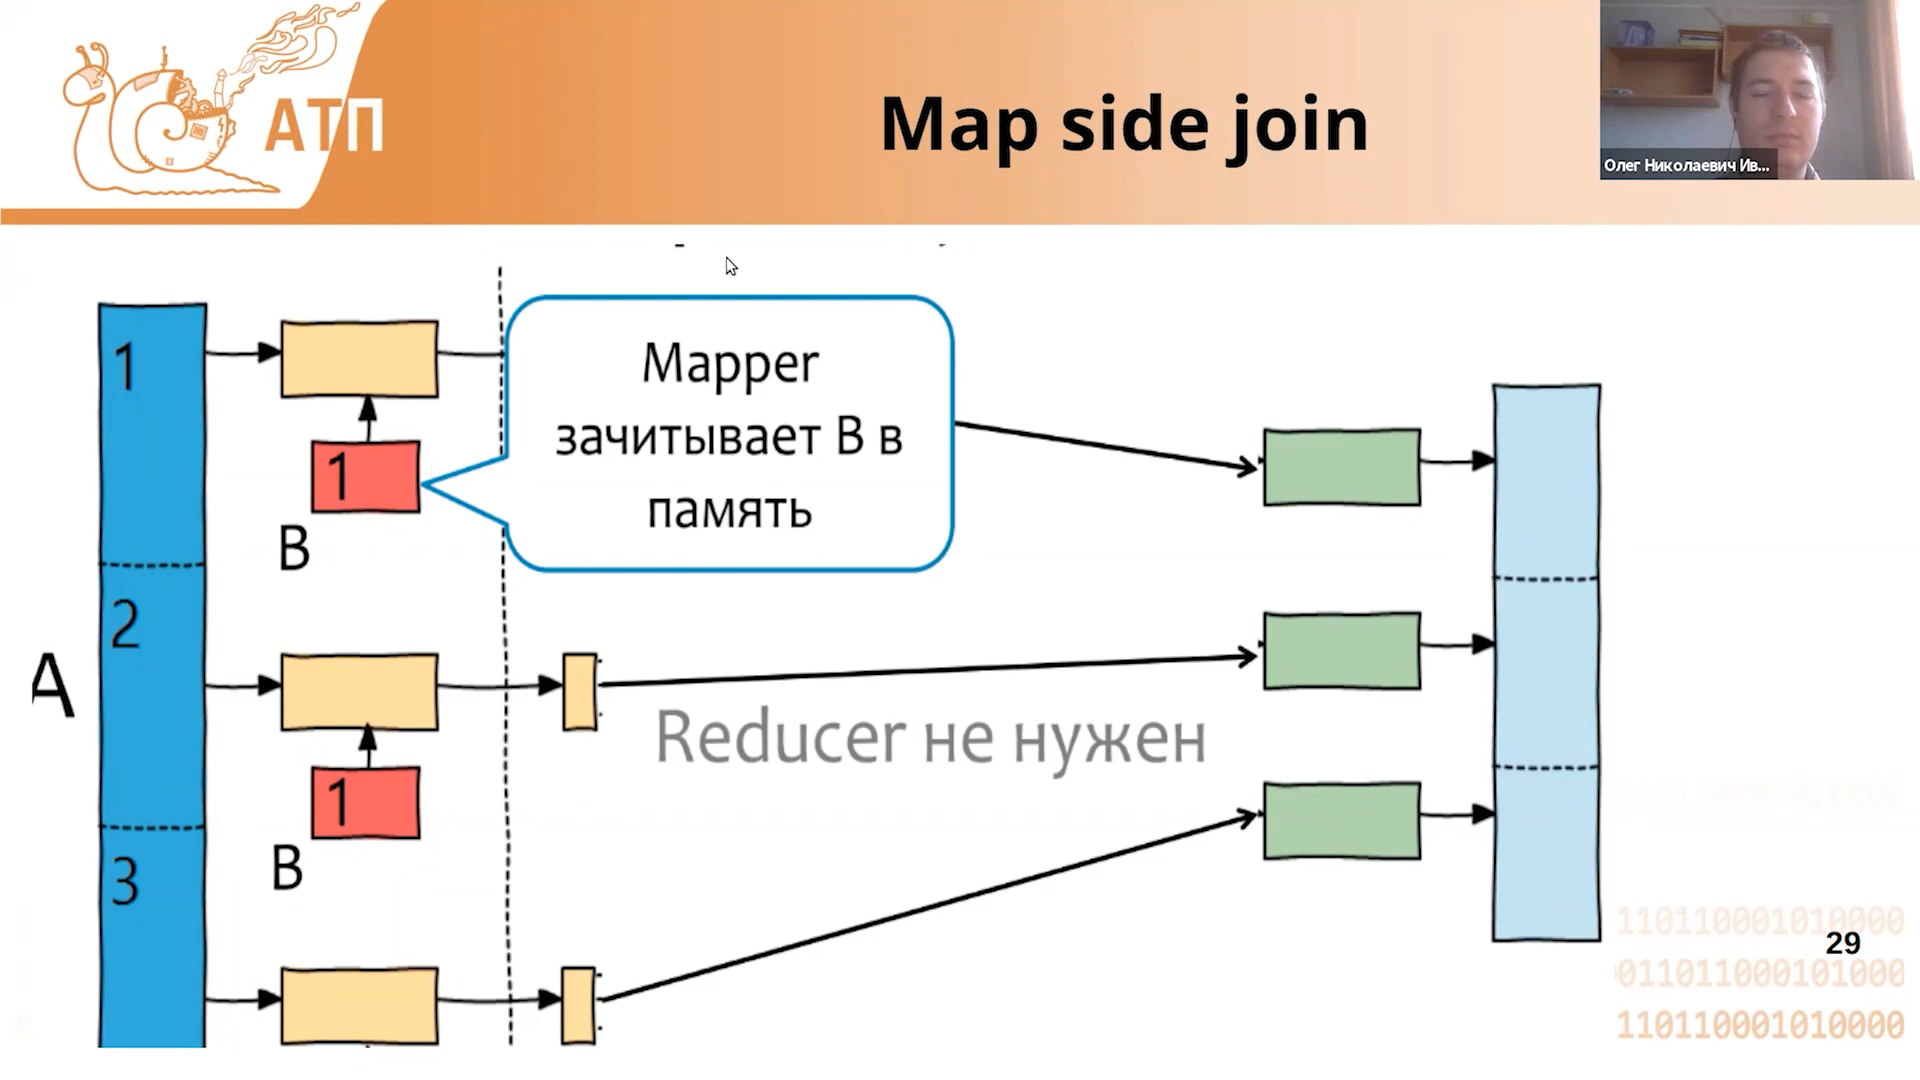 АТП
Map side join
Олег Николаевич Ив...
1
Mapper
зачитывает B в
память
1
B
2
A
Reducer не нужен
1
B
3
110110001010000
29
011011000101000
110110001010000